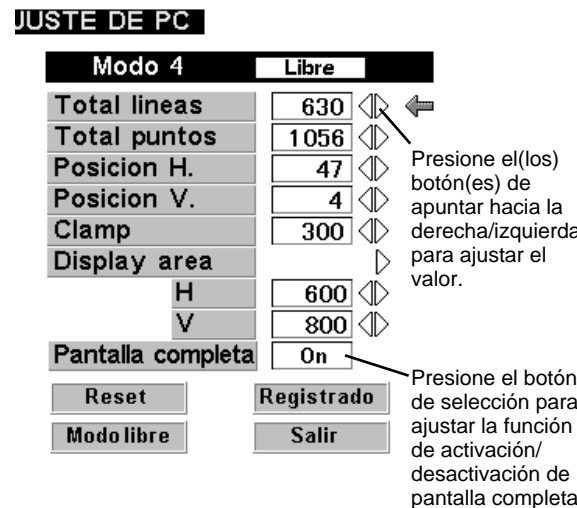 JUSTE DE PC
Modo 4 Libre
Total lineas 630
Total puntos 1056
Posicion H. 47
Posicion V. 4
Clamp 300
Display area
H 600
V 800
Pantalla completa On
Reset Registrado
Modo libre Salir
Presione el(los)
botón(es) de
apuntar hacia la
derecha/izquierda
para ajustar el
valor.
Presione el botón
de selección para
ajustar la función
de activación/
desactivación de
pantalla completa